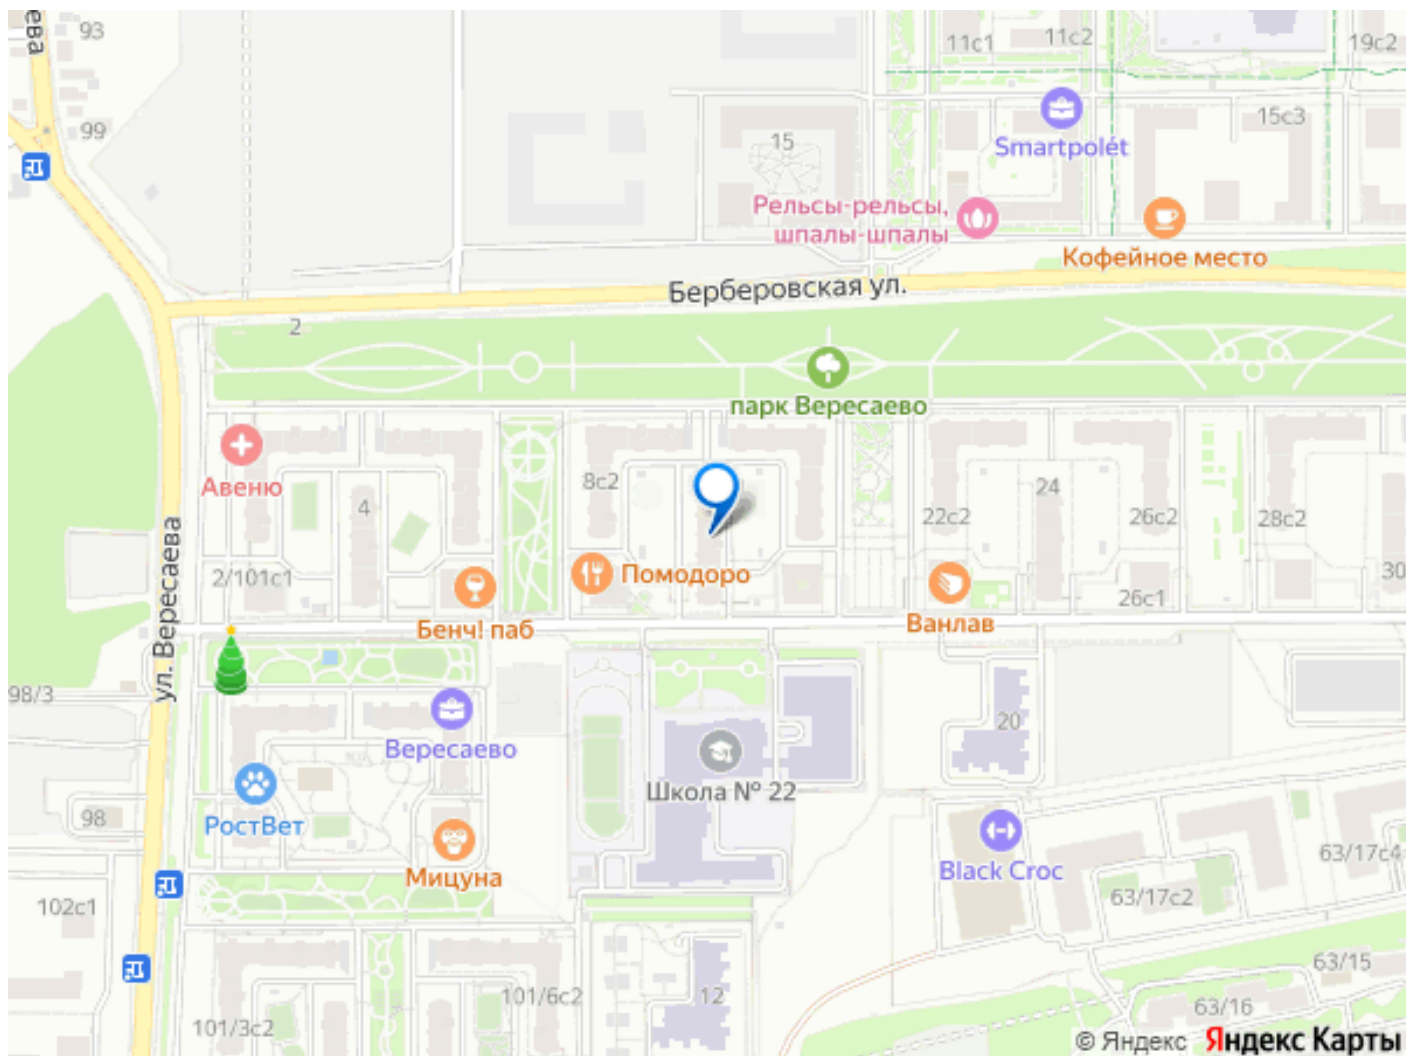 ева
93
99
11с1
11с2
19с2
15
15с3
Smartpolét
Рельсы-рельсы,
шпалы-шпалы
Кофейное место
Берберовская ул.
2
парк Вересаево
Авеню
4
8с2
22с2
24
26с2
28с2
ул. Вересаева
2/101с1
Помодоро
Бенч! паб
Ванлав
26с1
30
98/3
20
Вересаево
Школа № 22
98
РостВет
Мицуна
Black Croc
63/17с4
63/17с2
102с1
101/6с2
12
101/3с2
63/15
63/16
© Яндекс Яндекс Карты